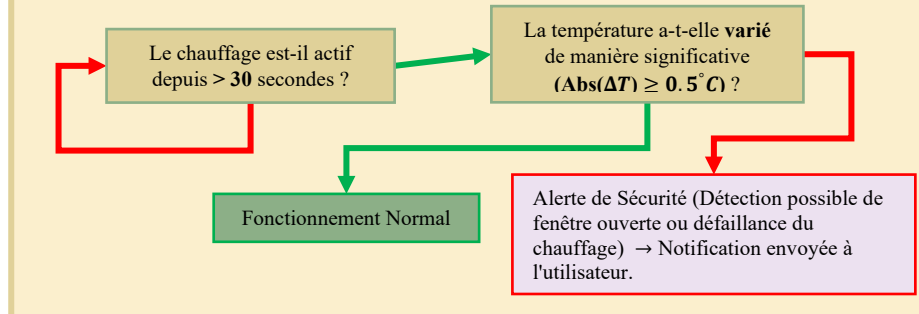 Le chauffage est-il actif
depuis > 30 secondes ?
La température a-t-elle varié
de manière significative
(Abs(ΔT) ≥ 0.5°C) ?
Fonctionnement Normal
Alerte de Sécurité (Détection possible de
fenêtre ouverte ou défaillance du
chauffage) → Notification envoyée à
l'utilisateur.